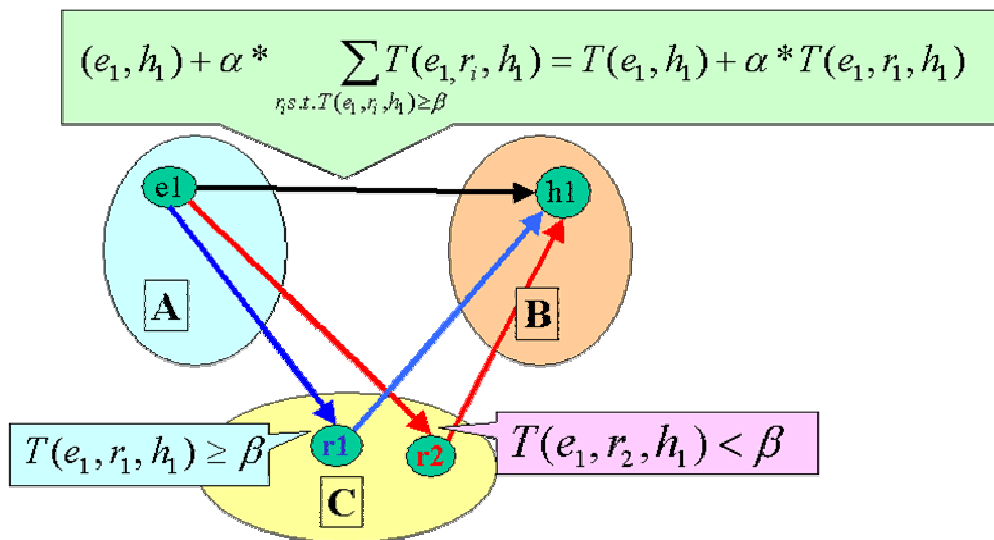 (e₁, h₁) + α * ∑ T(e₁, rᵢ, h₁) = T(e₁, h₁) + α * T(e₁, r₁, h₁)
rᵢ s.t. T(e₁, rᵢ, h₁) ≥ β
e1
h1
A
B
T(e₁, r₁, h₁) ≥ β
r1
r2
T(e₁, r₂, h₁) < β
C